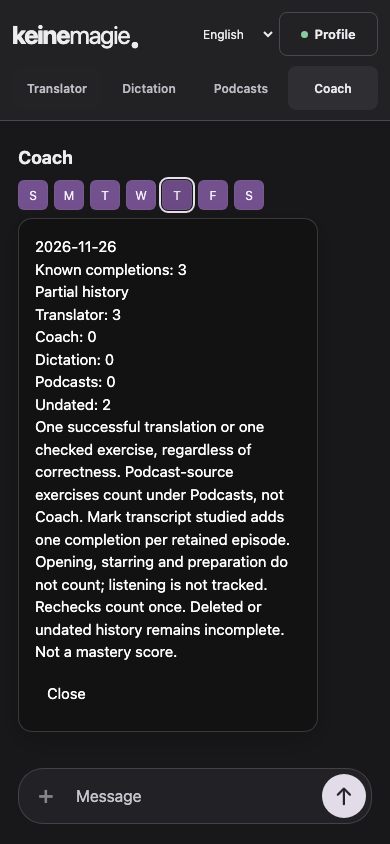 keinemagie.
English
Profile
Translator
Dictation
Podcasts
Coach
Coach
S M T W T F S
2026-11-26
Known completions: 3
Partial history
Translator: 3
Coach: 0
Dictation: 0
Podcasts: 0
Undated: 2
One successful translation or one
checked exercise, regardless of
correctness. Podcast-source
exercises count under Podcasts, not
Coach. Mark transcript studied adds
one completion per retained episode.
Opening, starring and preparation do
not count; listening is not tracked.
Rechecks count once. Deleted or
undated history remains incomplete.
Not a mastery score.
Close
Message